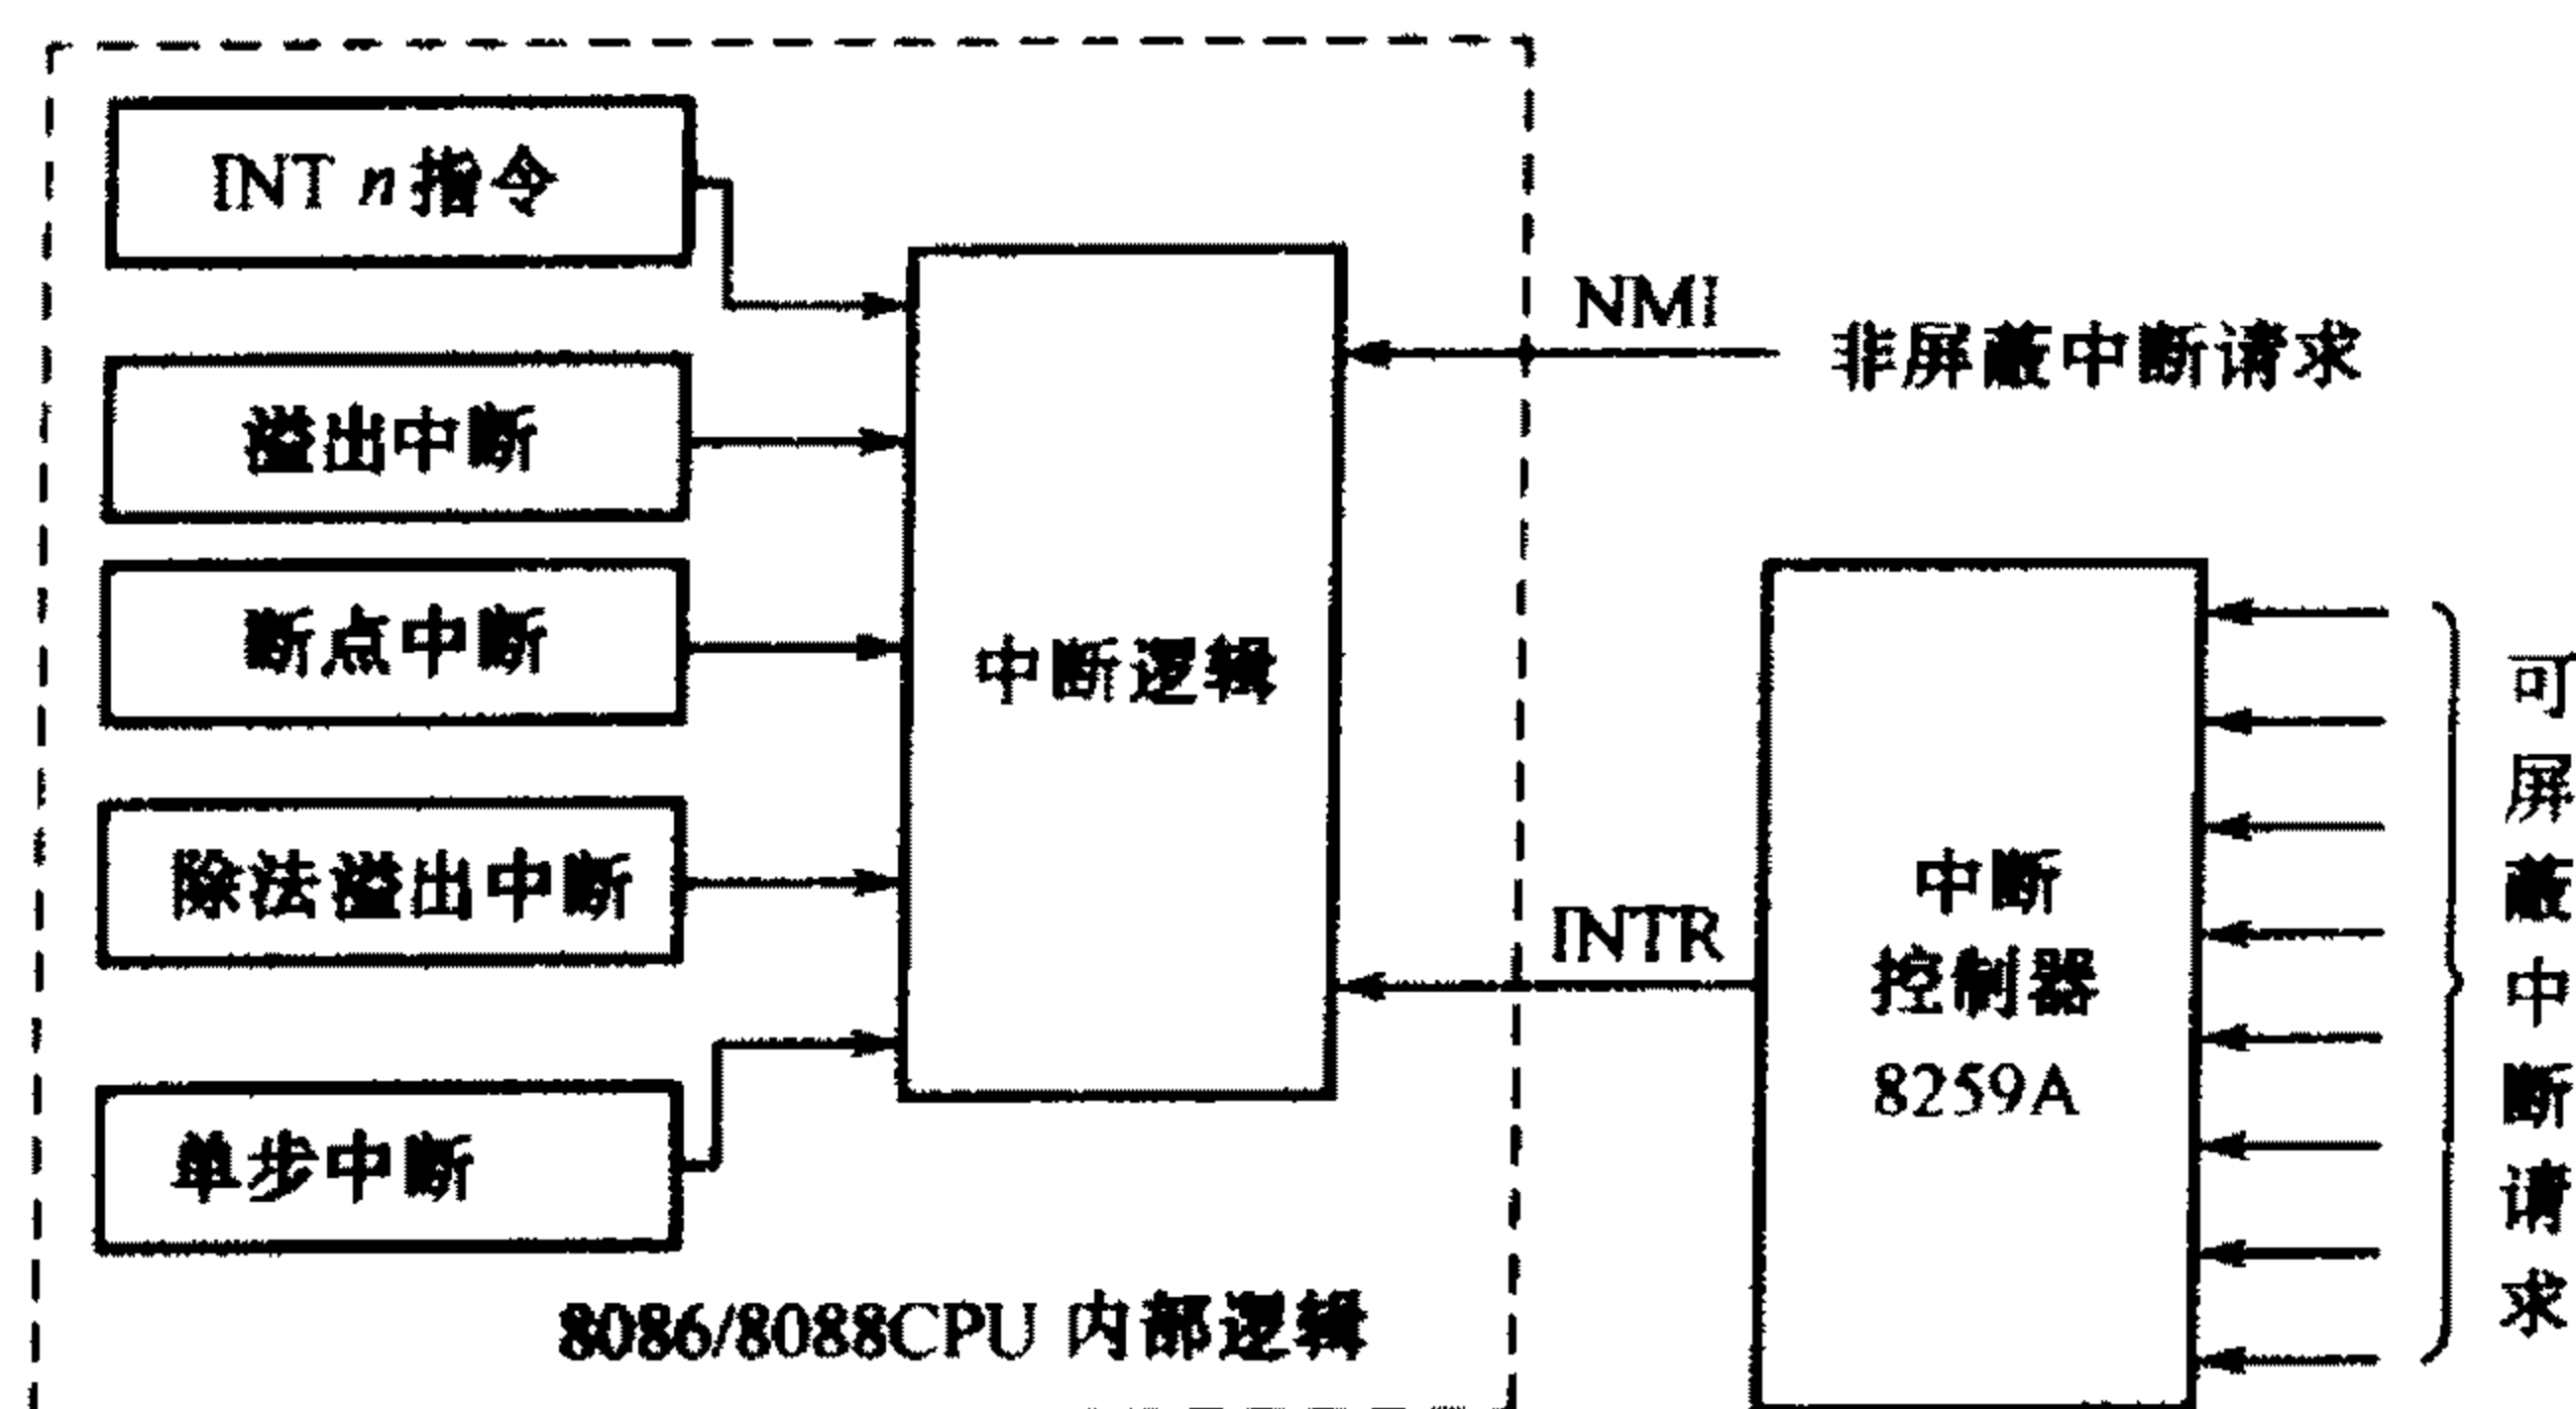 INT n 指令
溢出中断
断点中断
除法溢出中断
单步中断
中断逻辑
8086/8088CPU 内部逻辑
NMI
非屏蔽中断请求
INTR
中断
控制器
8259A
可屏蔽中断请求